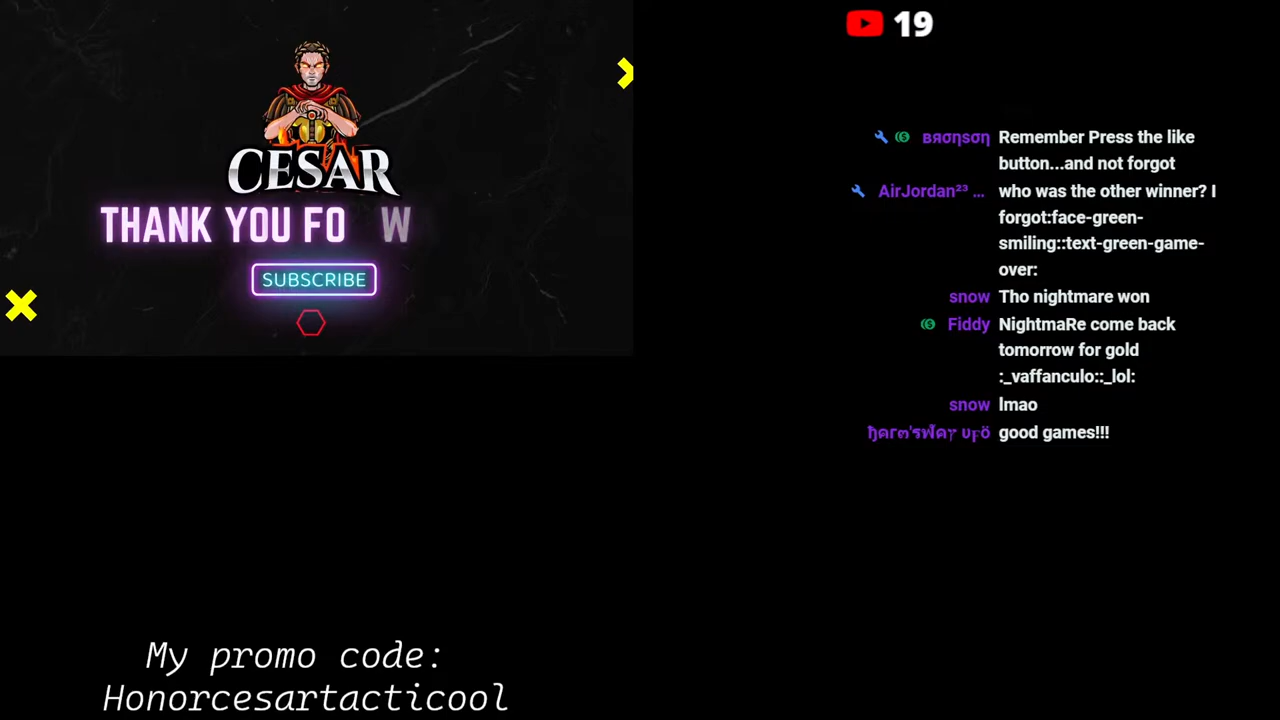 CESAR
THANK YOU FO W
SUBSCRIBE
19
вяσηsση Remember Press the like
button...and not forgot
AirJordan²³ ... who was the other winner? I
forgot:face-green-
smiling::text-green-game-
over:
snow Tho nightmare won
Fiddy NightmaRe come back
tomorrow for gold
:_vaffanculo::_lol:
snow lmao
good games!!!
My promo code:
Honorcesartacticool